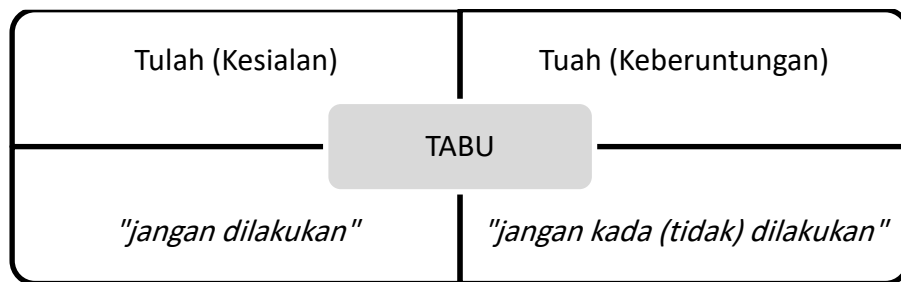 Tulah (Kesialan)
Tuah (Keberuntungan)
TABU
"jangan dilakukan"
"jangan kada (tidak) dilakukan"